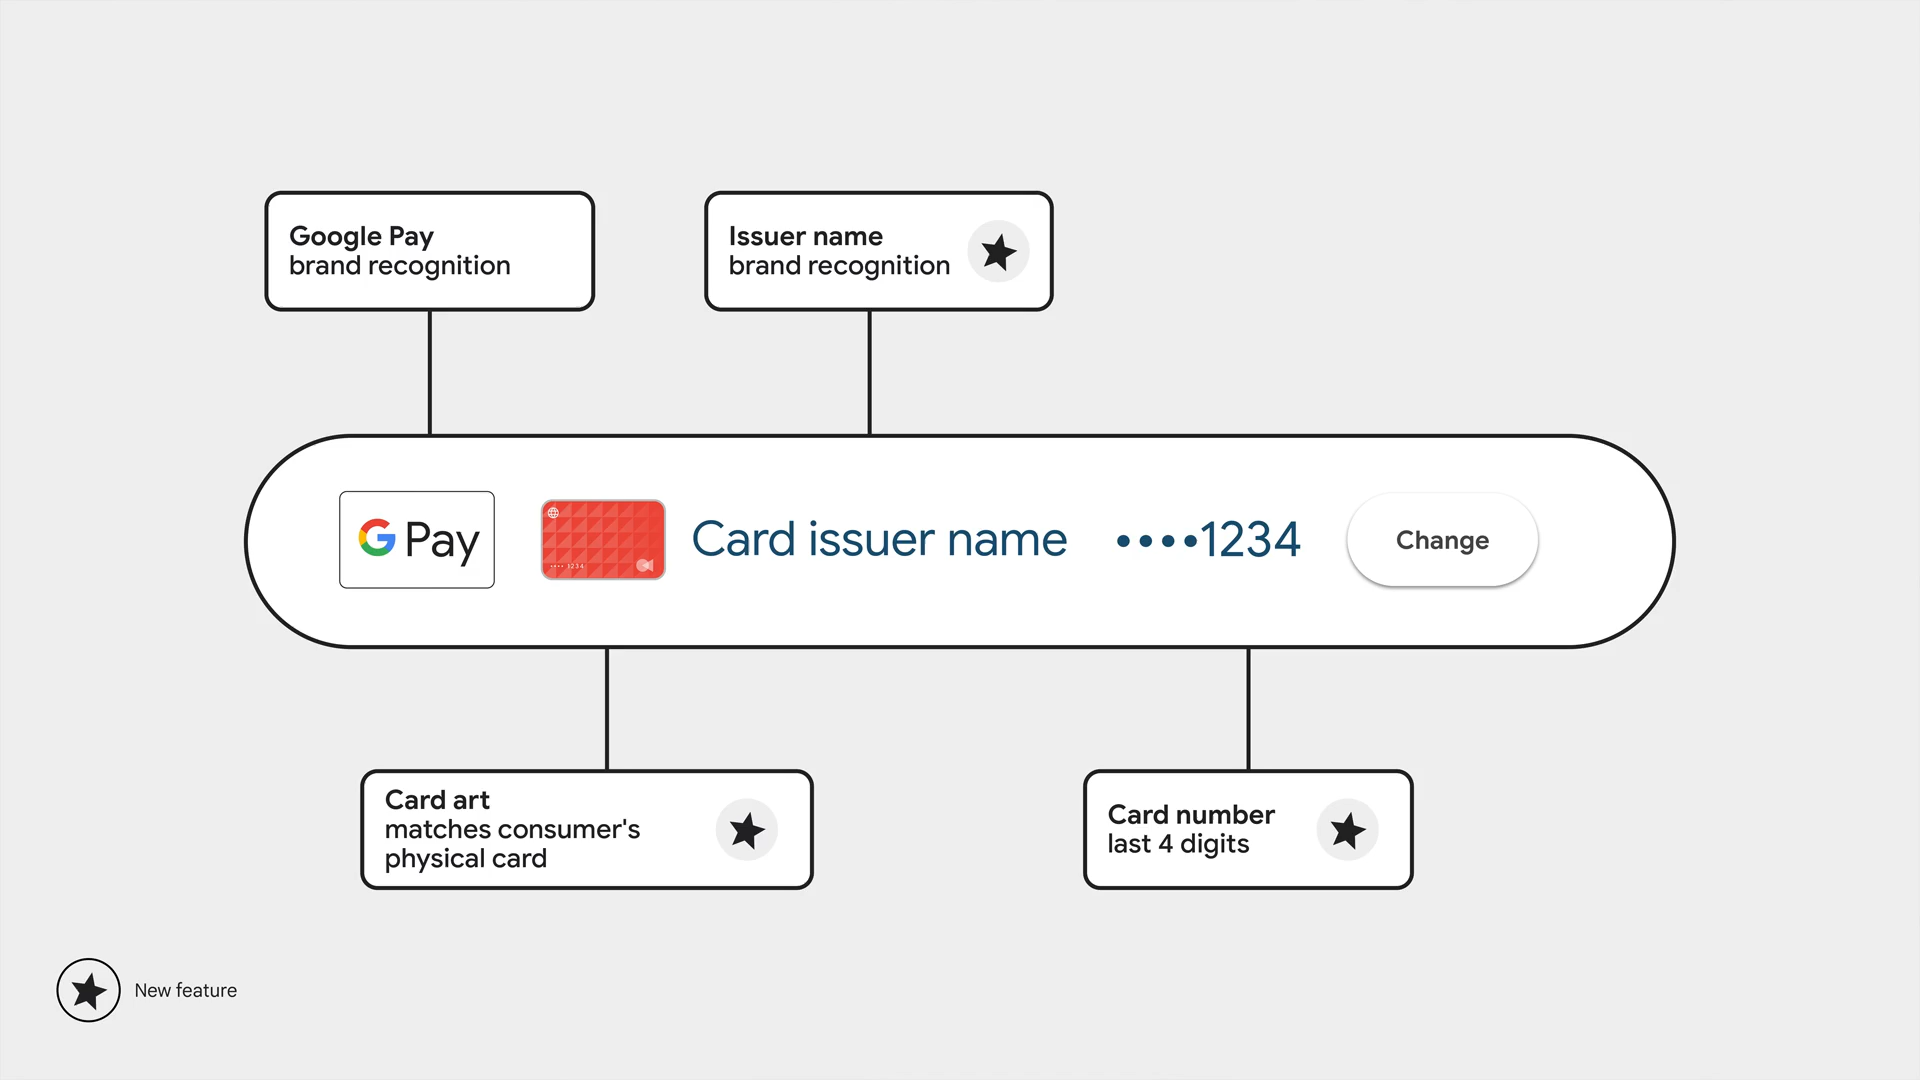 Google Pay
brand recognition
Issuer name
brand recognition
G Pay
•••• 1234
Card issuer name
••••1234
Change
Card art
matches consumer's
physical card
Card number
last 4 digits
New feature